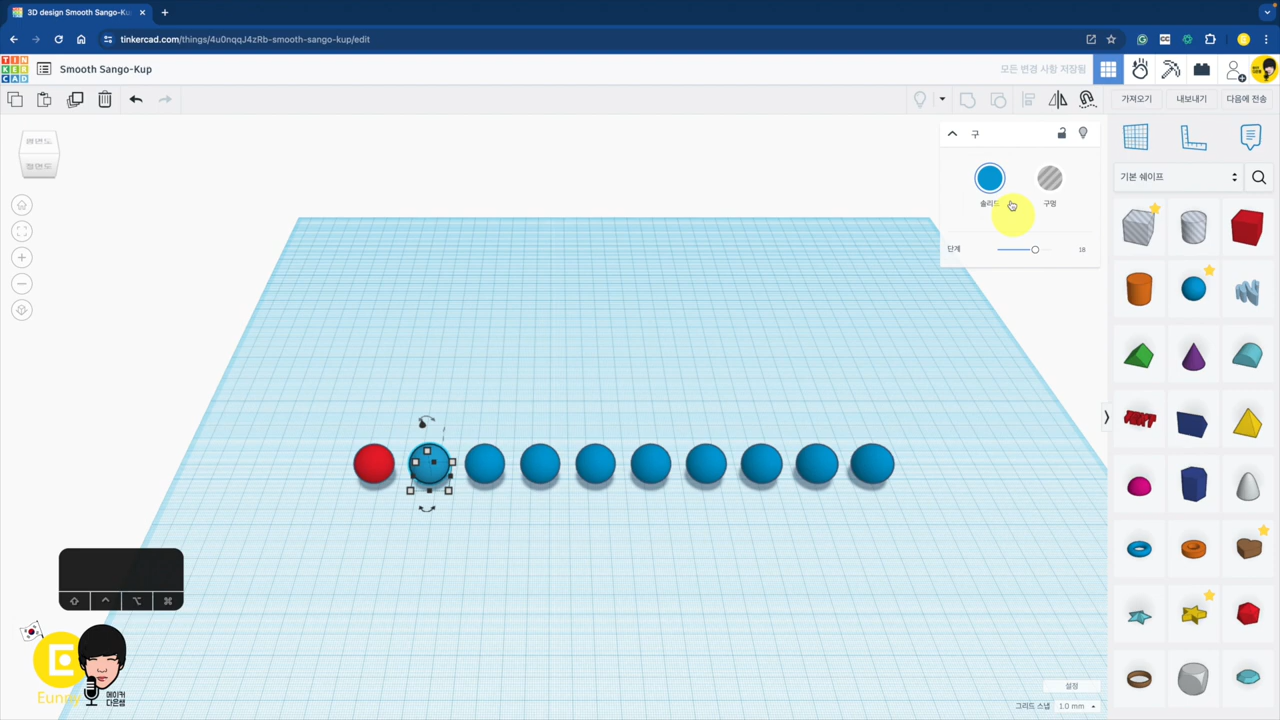 3D design Smooth Sango-Kup
tinkercad.com/things/4u0nqqJ4zRb-smooth-sango-kup/edit
TIN
KER
CAD
Smooth Sango-Kup
모든 변경 사항 저장됨
가져오기
내보내기
다음에 전송
평면도
정면도
구
솔리드
구멍
단계
18
기본 쉐이프
TEXT
Eunny
메이커
다은쌤
설정
그리드 스냅
1.0 mm